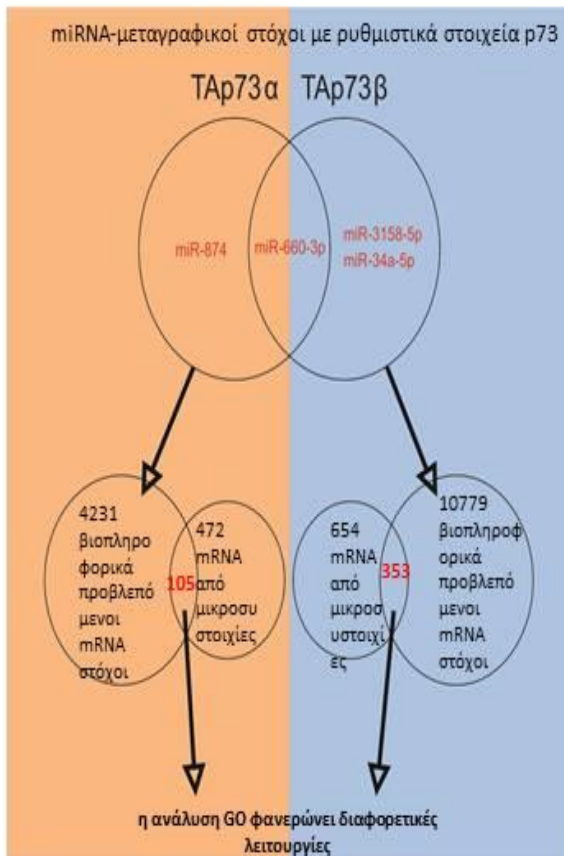 miRNA-μεταγραφικοί στόχοι με ρυθμιστικά στοιχεία p73
TAp73α TAp73β
miR-874
miR-660-3p
miR-3158-5p
miR-34a-5p
4231
βιοπληρο
φορικά
προβλεπό
μενοι
mRNA
στόχοι
105
472
mRNA
από
μικροσυ
στοιχίες
654
mRNA
από
μικροσ
υστοιχί
ες
353
10779
βιοπληροφ
ορικά
προβλεπό
μενοι
mRNA
στόχοι
η ανάλυση GO φανερώνει διαφορετικές
λειτουργίες